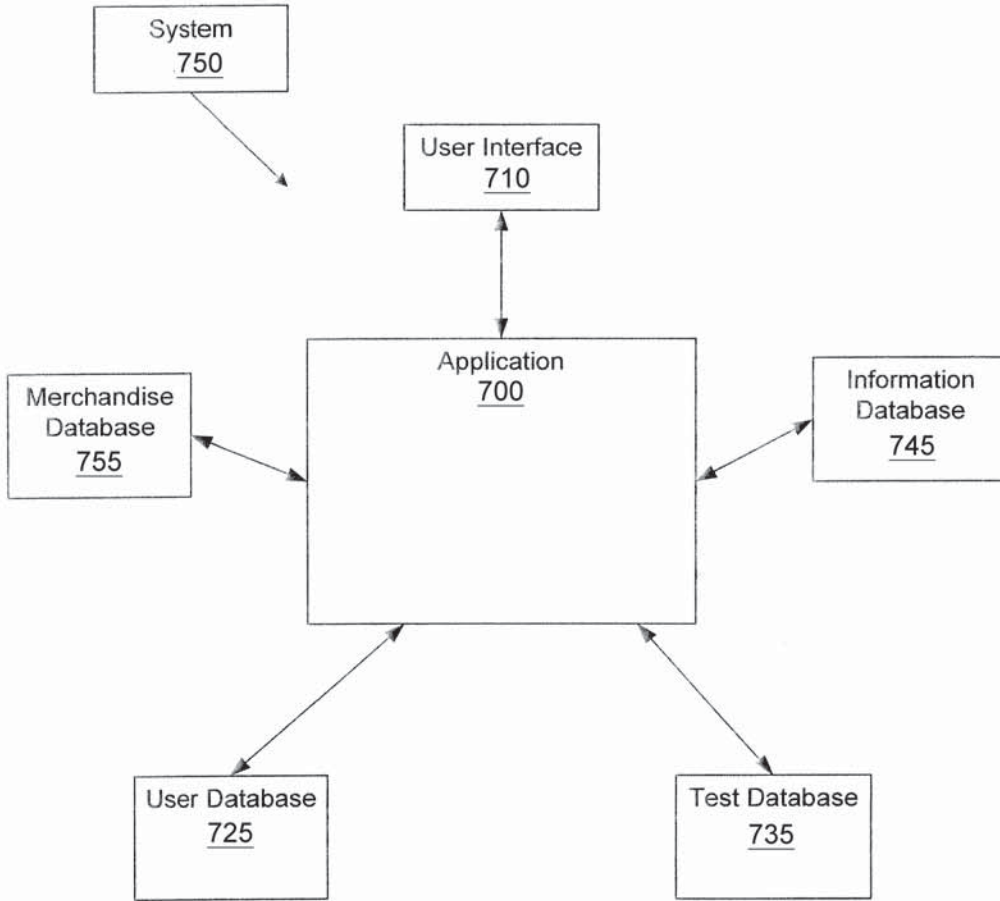 System
750
User Interface
710
Application
700
Merchandise
Database
755
Information
Database
745
User Database
725
Test Database
735